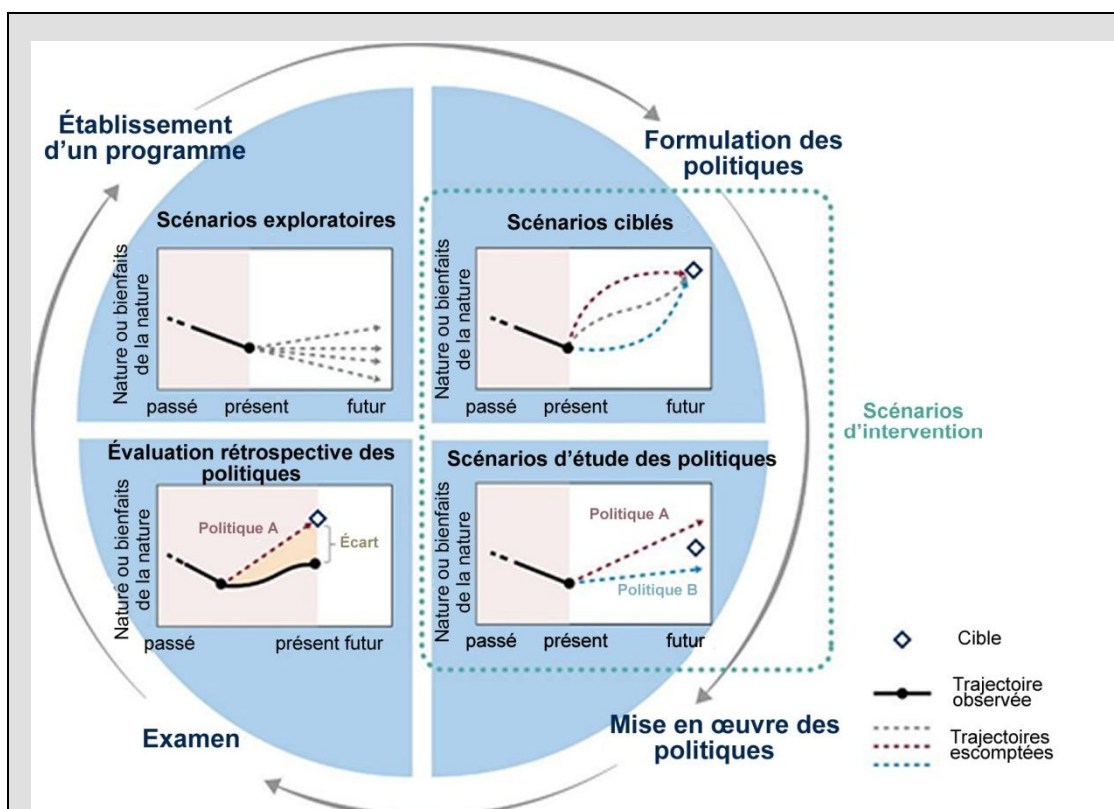 Établissement
d’un programme
Formulation des
politiques
Scénarios exploratoires
Nature ou bienfaits
de la nature
passé présent futur
Scénarios ciblés
Nature ou bienfaits
de la nature
passé présent futur
Scénarios
d’intervention
Évaluation rétrospective des
politiques
Naturé ou bienfaits
de la nature
Politique A
Écart
passé présent futur
Scénarios d’étude des politiques
Nature ou bienfaits
de la nature
Politique A
Politique B
passé présent futur
Examen
Mise en œuvre des
politiques
Cible
Trajectoire
observée
Trajectoires
escomptées